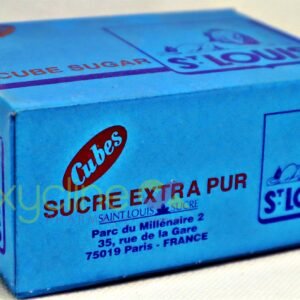 CUBE SUGAR
ST LOUIS
Cubes
SUCRE EXTRA PUR
SAINT LOUIS SUCRE
Parc du Millénaire 2
35, rue de la Gare
75019 Paris - FRANCE